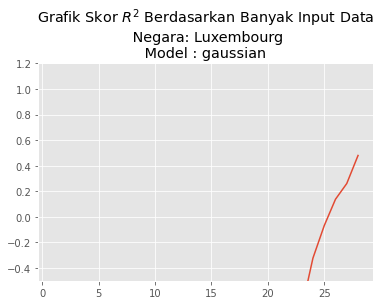 Grafik Skor R² Berdasarkan Banyak Input Data
Negara: Luxembourg
Model : gaussian
1.2
1.0
0.8
0.6
0.4
0.2
0.0
−0.2
−0.4
0 5 10 15 20 25